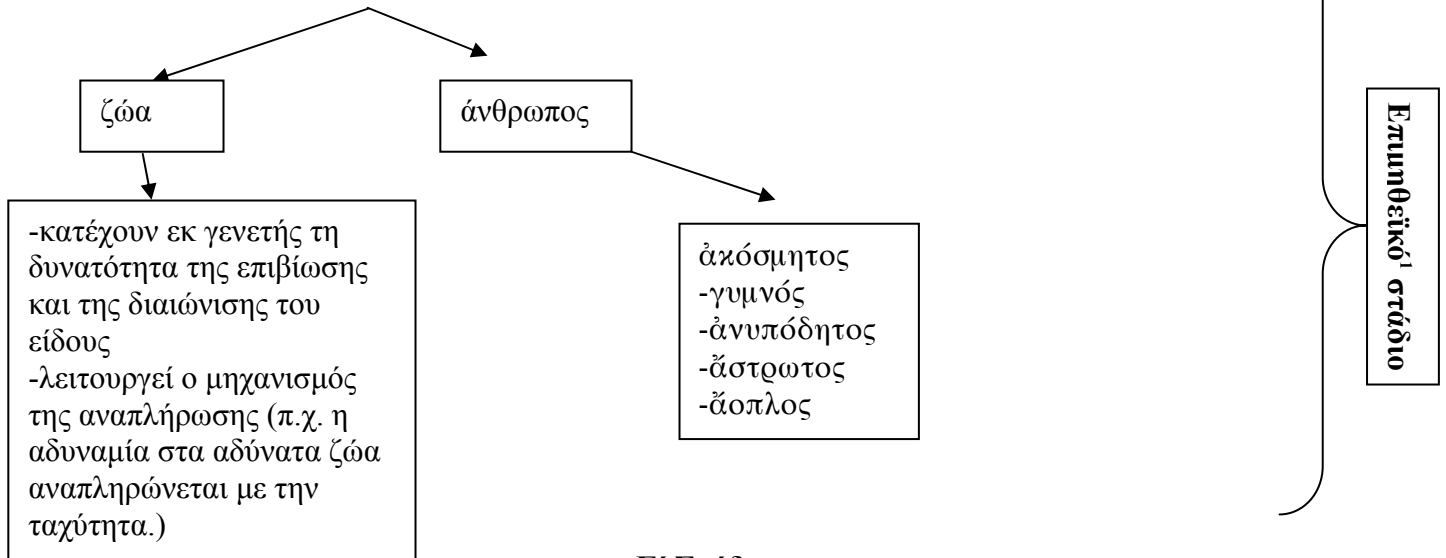 ζώα
άνθρωπος
-κατέχουν εκ γενετής τη
δυνατότητα της επιβίωσης
και της διαιώνισης του
είδους
-λειτουργεί ο μηχανισμός
της αναπλήρωσης (π.χ. η
αδυναμία στα αδύνατα ζώα
αναπληρώνεται με την
ταχύτητα.)
ἀκόσμητος
-γυμνός
-ἀνυπόδητος
-ἄστρωτος
-ἄοπλος
Επιμηθεϊκό¹ στάδιο